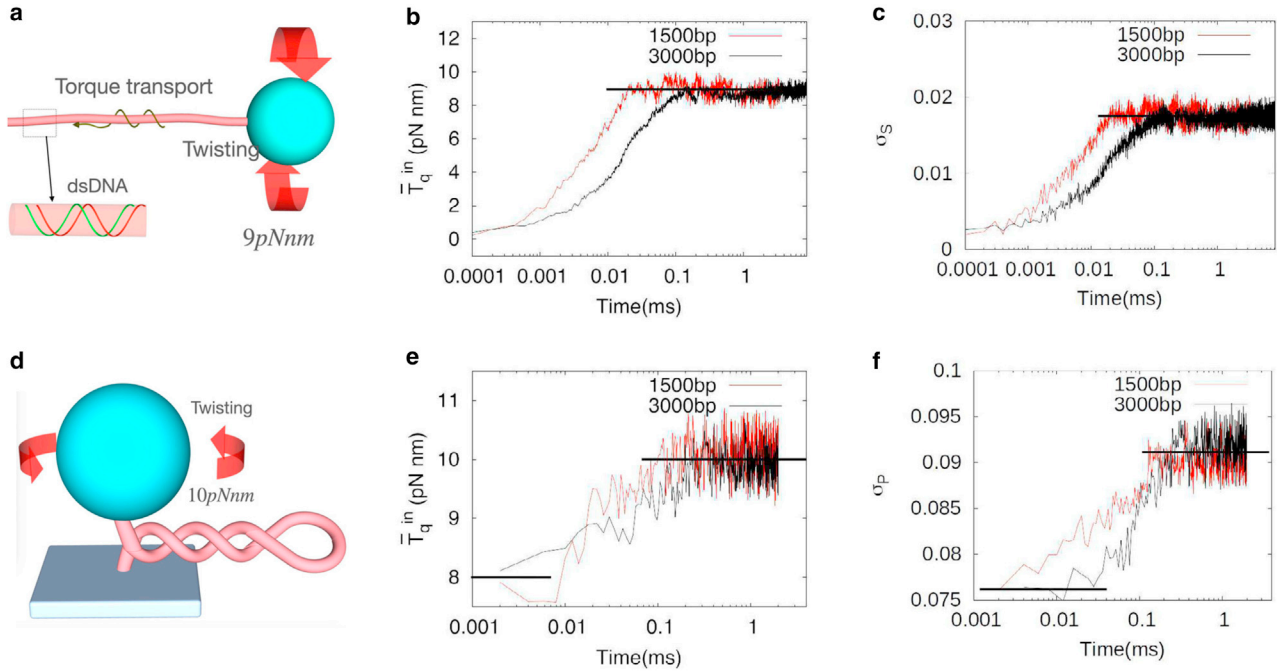 a
Torque transport
Twisting
dsDNA
9pNnm
b
1500bp
3000bp
12
10
8
6
4
2
0
T̄_q^in (pN nm)
0.0001 0.001 0.01 0.1 1
Time(ms)
c
1500bp
3000bp
0.03
0.02
0.01
0
σ_S
0.0001 0.001 0.01 0.1 1
Time(ms)
d
Twisting
10pNnm
e
1500bp
3000bp
11
10
9
8
T̄_q^in (pN nm)
0.001 0.01 0.1 1
Time(ms)
f
1500bp
3000bp
0.1
0.095
0.09
0.085
0.08
0.075
σ_P
0.001 0.01 0.1 1
Time(ms)